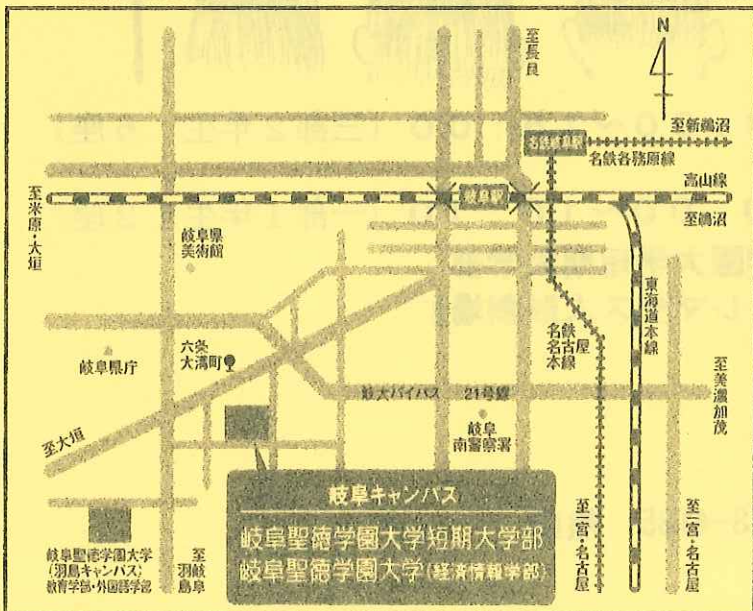 N
至長良
至新鵜沼
名鉄岐阜駅
名鉄各務原線
高山線
至米原・大垣
岐阜駅
至鵜沼
岐阜県
美術館
東海道本線
名鉄
名古屋
本線
六条
大溝町
岐阜県庁
至美濃加茂
岐大バイパス 21号線
岐阜
南警察署
至大垣
岐阜キャンパス
岐阜聖徳学園大学短期大学部
岐阜聖徳学園大学(経済情報学部)
至一宮・名古屋
至一宮・名古屋
岐阜聖徳学園大学
(羽島キャンパス)
教育学部・外国語学部
至岐阜
羽島